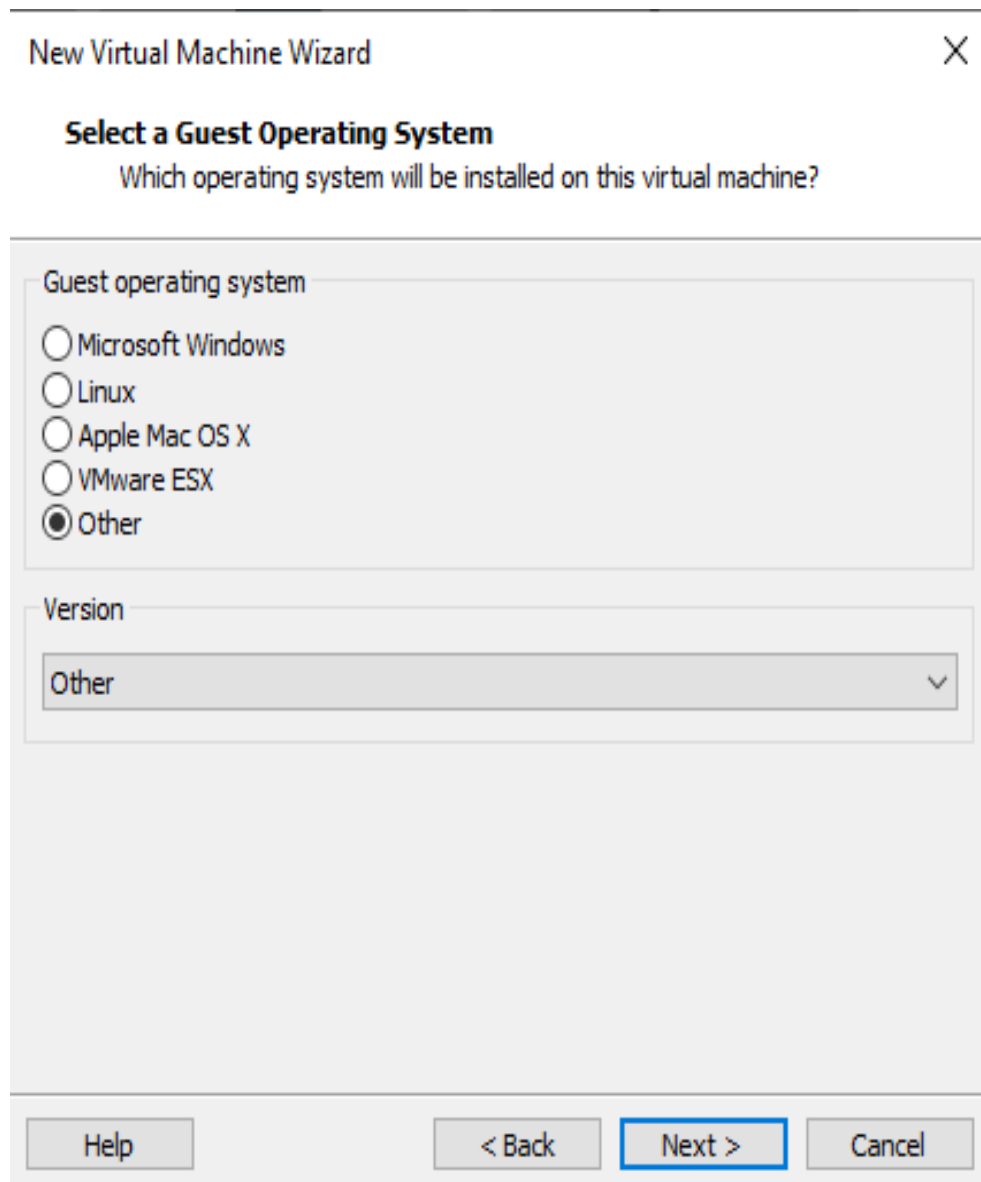 New Virtual Machine Wizard
Select a Guest Operating System
Which operating system will be installed on this virtual machine?
Guest operating system
Microsoft Windows
Linux
Apple Mac OS X
VMware ESX
Other
Version
Other
Help
< Back
Next >
Cancel